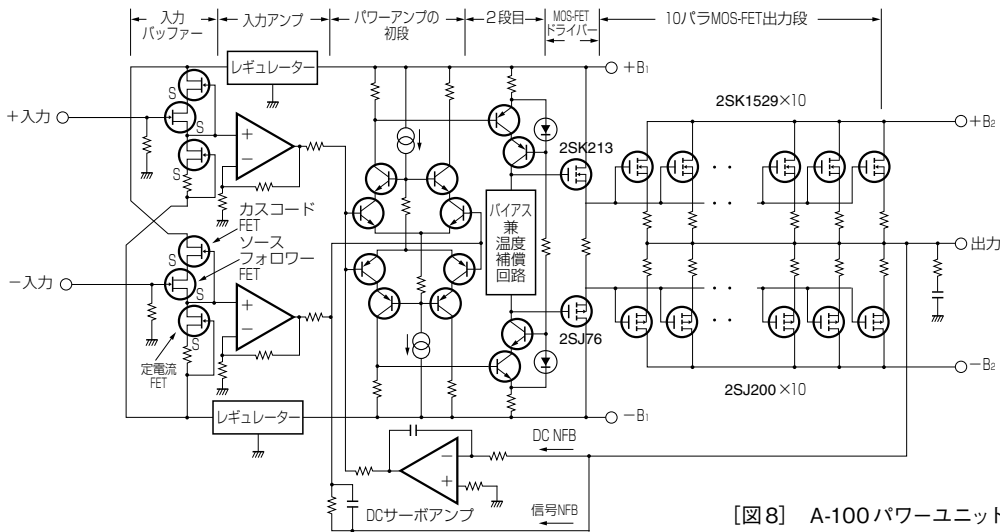 入力
バッファー
入力アンプ
パワーアンプの
初段
2段目
MOS-FET
ドライバー
10パラMOS-FET出力段
レギュレーター
+B₁
S
+入力
S
S
+
−
2SK1529×10
+B₂
2SK213
カスコード
FET
S
ソース
フォロワー
FET
−入力
S
S
定電流
FET
+
−
バイアス
兼
温度
補償
回路
出力
2SJ76
−B₂
2SJ200×10
レギュレーター
−B₁
DC NFB
−
+
DCサーボアンプ
信号NFB
[図8] A-100パワーユニット